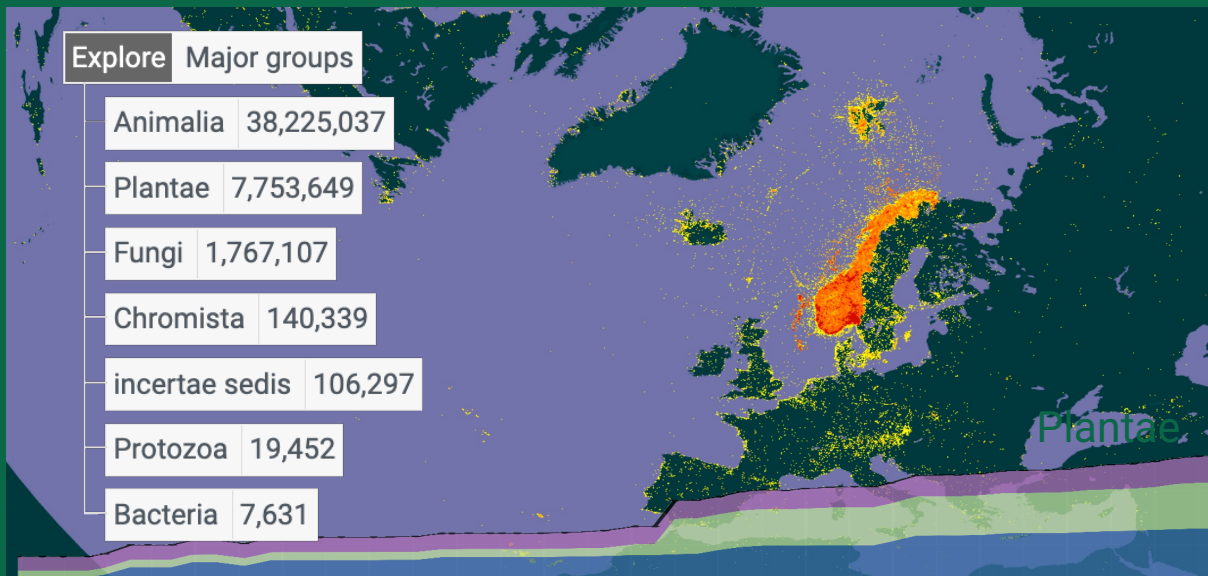 Explore Major groups
Animalia 38,225,037
Plantae 7,753,649
Fungi 1,767,107
Chromista 140,339
incertae sedis 106,297
Protozoa 19,452
Bacteria 7,631
Plantae